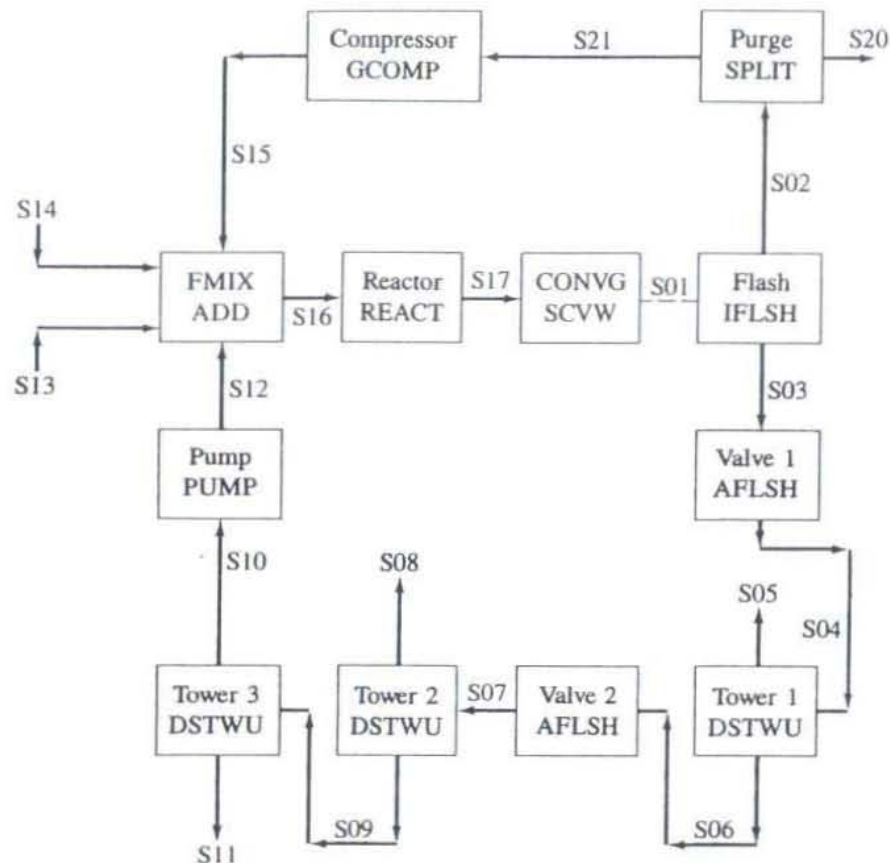 Compressor
GCOMP
S21
Purge
SPLIT
S20
S15
S02
S14
FMIX
ADD
S16
Reactor
REACT
S17
CONVG
SCVW
S01
Flash
IFLSH
S13
S12
S03
Pump
PUMP
Valve 1
AFLSH
S10
S08
S05
S04
Tower 3
DSTWU
Tower 2
DSTWU
S07
Valve 2
AFLSH
Tower 1
DSTWU
S11
S09
S06